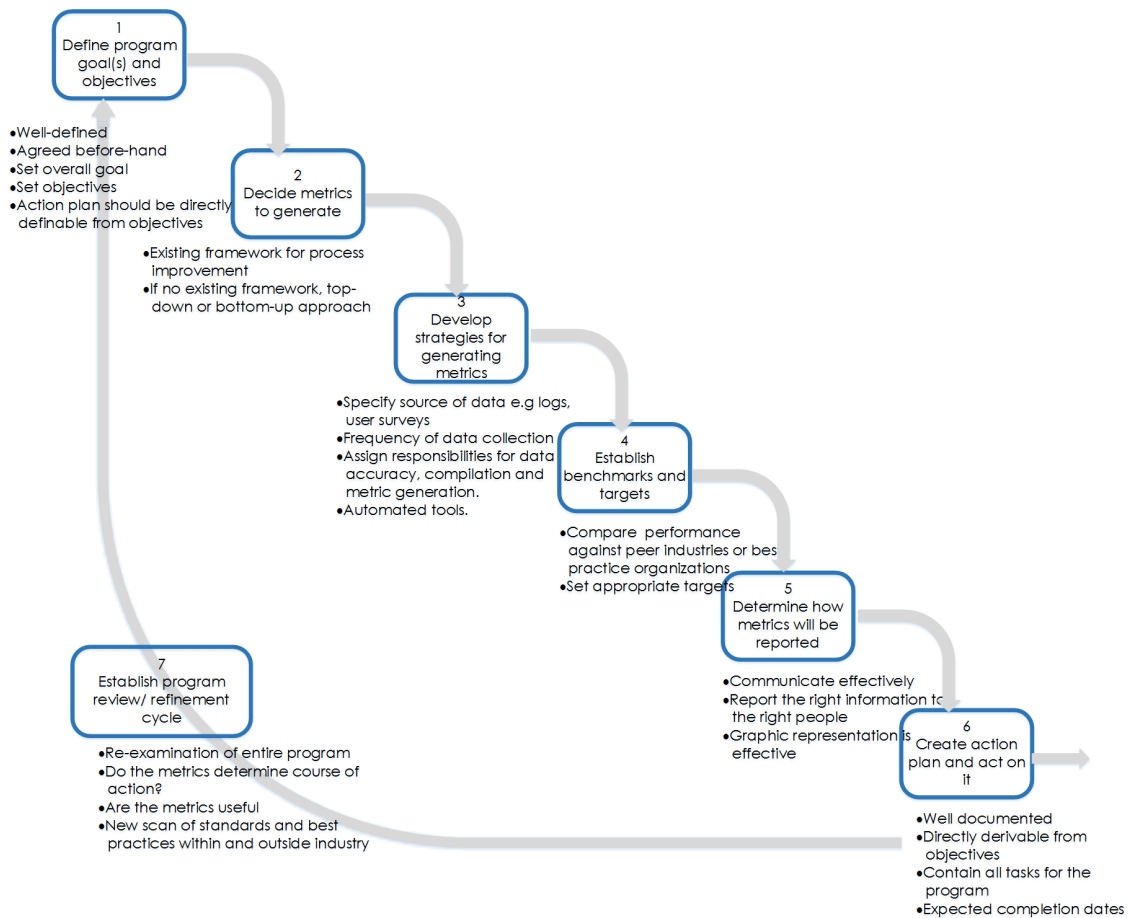 1
Define program
goal(s) and
objectives
•Well-defined
•Agreed before-hand
•Set overall goal
•Set objectives
•Action plan should be directly
definable from objectives
2
Decide metrics
to generate
•Existing framework for process
improvement
•If no existing framework, top-
down or bottom-up approach
3
Develop
strategies for
generating
metrics
•Specify source of data e.g logs,
user surveys
•Frequency of data collection
•Assign responsibilities for data
accuracy, compilation and
metric generation.
•Automated tools.
4
Establish
benchmarks and
targets
•Compare performance
against peer industries or bes
practice organizations
•Set appropriate targets
5
Determine how
metrics will be
reported
•Communicate effectively
•Report the right information to
the right people
•Graphic representation is
effective
6
Create action
plan and act on
it
•Well documented
•Directly derivable from
objectives
•Contain all tasks for the
program
•Expected completion dates
7
Establish program
review/ refinement
cycle
•Re-examination of entire program
•Do the metrics determine course of
action?
•Are the metrics useful
•New scan of standards and best
practices within and outside industry